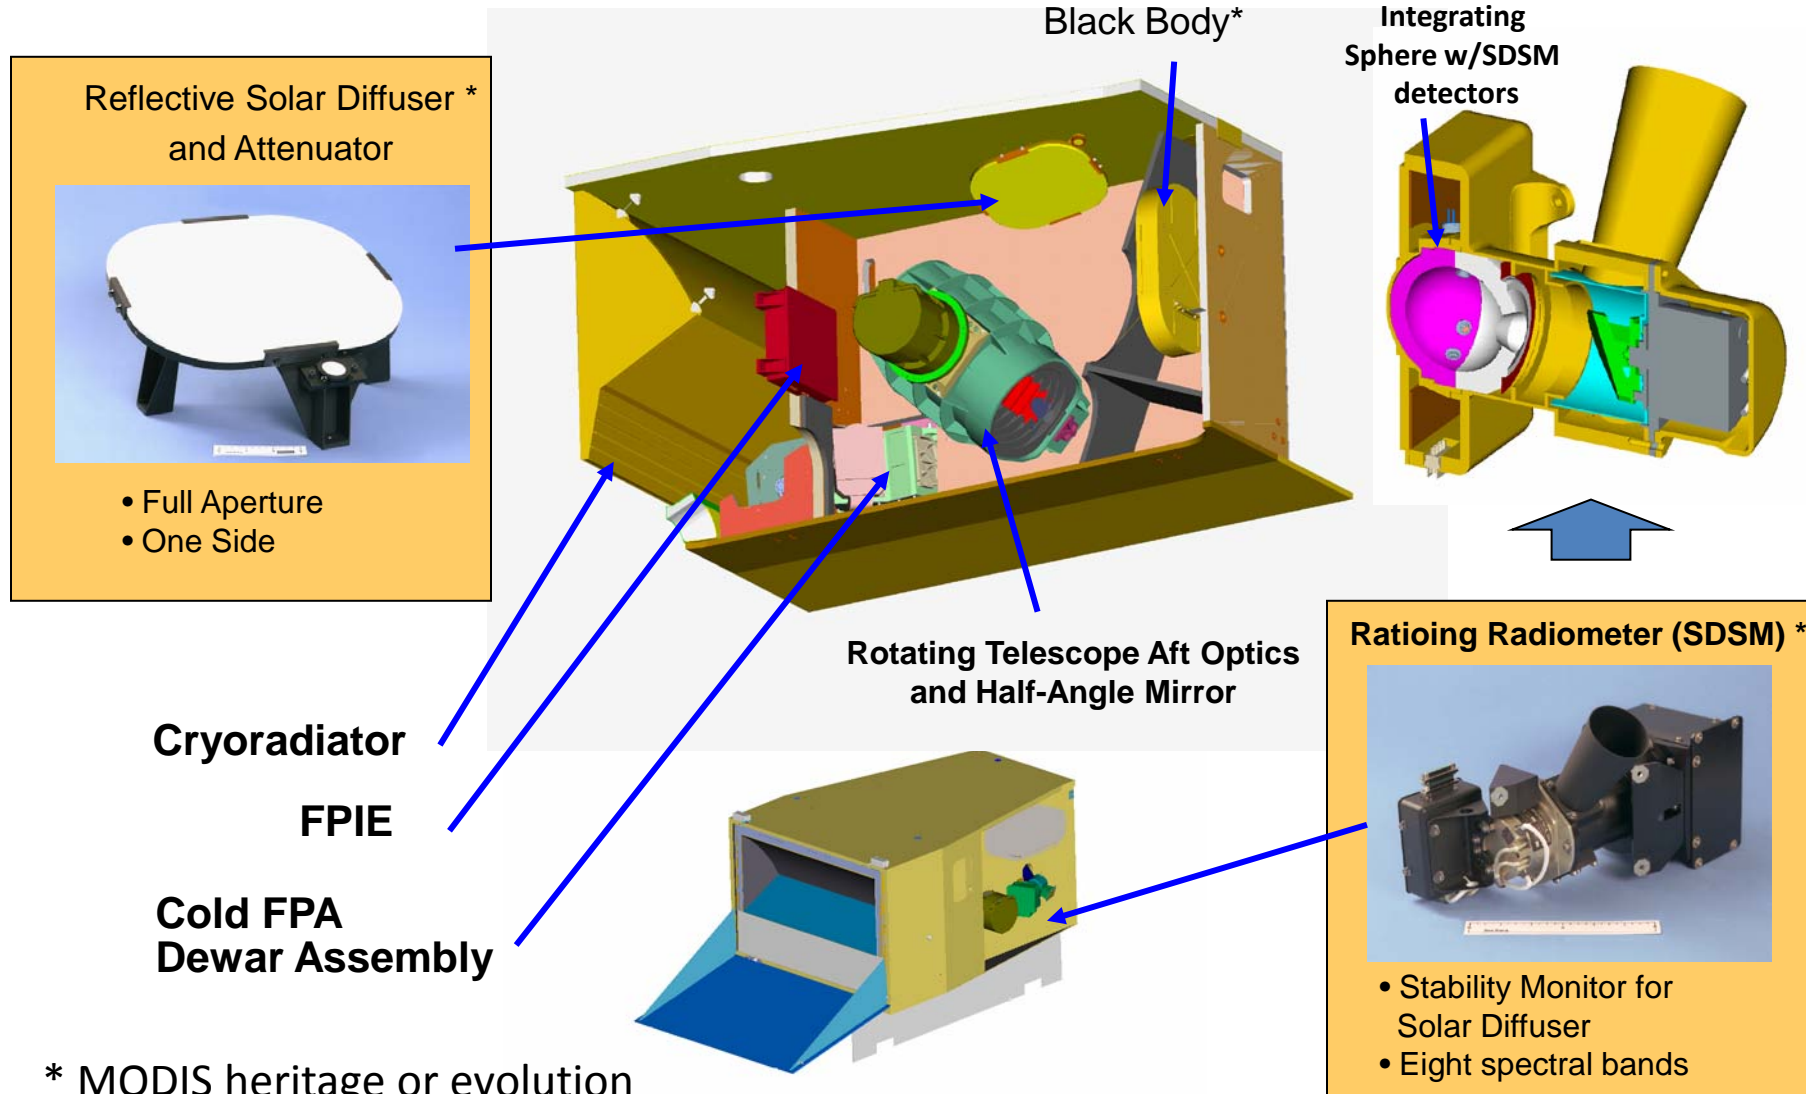 Black Body*
Integrating
Sphere w/SDSM
detectors
Reflective Solar Diffuser *
and Attenuator
• Full Aperture
• One Side
Rotating Telescope Aft Optics
and Half-Angle Mirror
Ratioing Radiometer (SDSM) *
Cryoradiator
FPIE
Cold FPA
Dewar Assembly
• Stability Monitor for
Solar Diffuser
• Eight spectral bands
* MODIS heritage or evolution